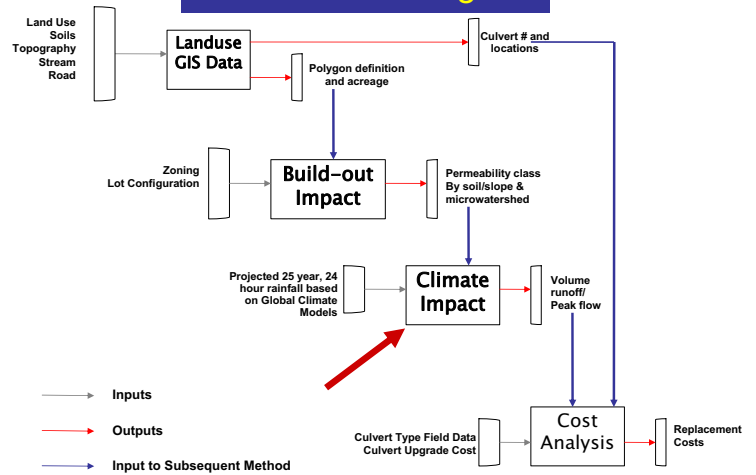 Land Use
Soils
Topography
Stream
Road
Landuse
GIS Data
Culvert # and
locations
Polygon definition
and acreage
Zoning
Lot Configuration
Build-out
Impact
Permeability class
By soil/slope &
microwatershed
Projected 25 year, 24
hour rainfall based
on Global Climate
Models
Climate
Impact
Volume
runoff/
Peak flow
Inputs
Outputs
Input to Subsequent Method
Culvert Type Field Data
Culvert Upgrade Cost
Cost
Analysis
Replacement
Costs